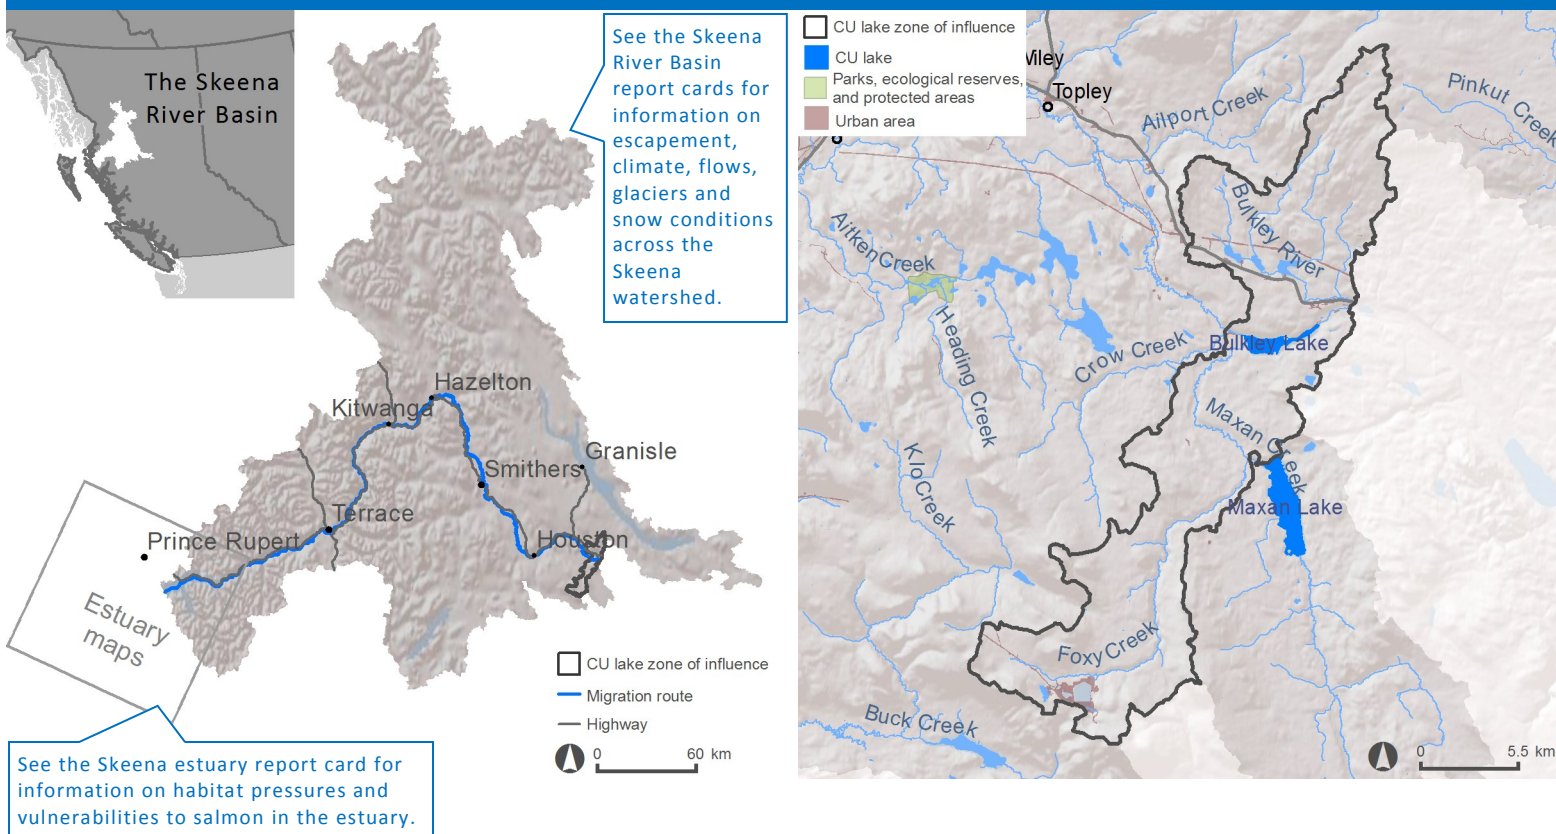 The Skeena
River Basin
See the Skeena
River Basin
report cards for
information on
escapement,
climate, flows,
glaciers and
snow conditions
across the
Skeena
watershed.
Hazelton
Kitwanga
Granisle
Smithers
Terrace
Prince Rupert
Houston
Estuary
maps
CU lake zone of influence
Migration route
Highway
0 60 km
See the Skeena estuary report card for
information on habitat pressures and
vulnerabilities to salmon in the estuary.
CU lake zone of influence
CU lake
Parks, ecological reserves,
and protected areas
Urban area
Topley
Ailport Creek
Pinkut Creek
Bulkley River
Aitken Creek
Heading Creek
Crow Creek
Bulkley Lake
Maxan Creek
Klo Creek
Maxan Lake
Foxy Creek
Buck Creek
0 5.5 km